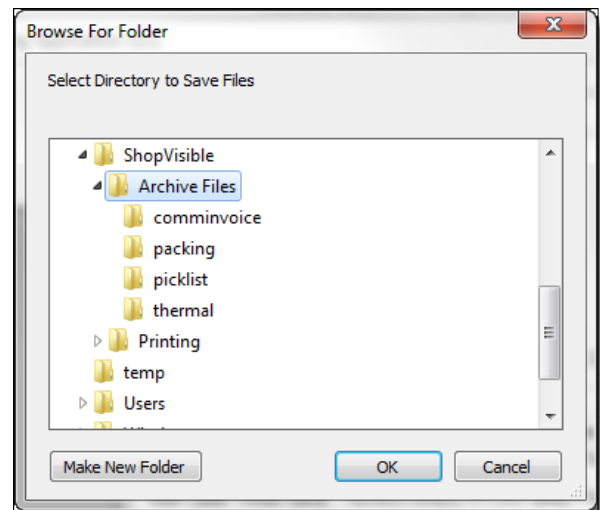 Browse For Folder
Select Directory to Save Files
ShopVisible
Archive Files
comminvoice
packing
picklist
thermal
Printing
temp
Users
Make New Folder
OK
Cancel